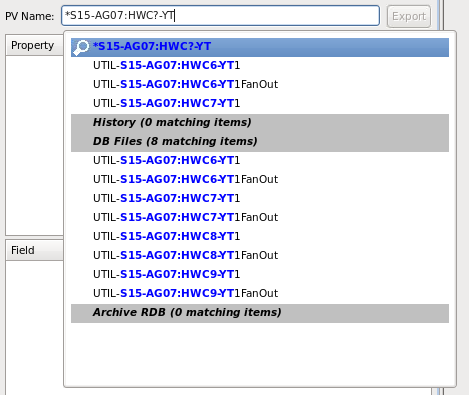 PV Name: *S15-AG07:HWC?-YT Export
Property
*S15-AG07:HWC?-YT
UTIL-S15-AG07:HWC6-YT1
UTIL-S15-AG07:HWC6-YT1FanOut
UTIL-S15-AG07:HWC7-YT1
History (0 matching items)
DB Files (8 matching items)
UTIL-S15-AG07:HWC6-YT1
UTIL-S15-AG07:HWC6-YT1FanOut
UTIL-S15-AG07:HWC7-YT1
UTIL-S15-AG07:HWC7-YT1FanOut
UTIL-S15-AG07:HWC8-YT1
Field
UTIL-S15-AG07:HWC8-YT1FanOut
UTIL-S15-AG07:HWC9-YT1
UTIL-S15-AG07:HWC9-YT1FanOut
Archive RDB (0 matching items)